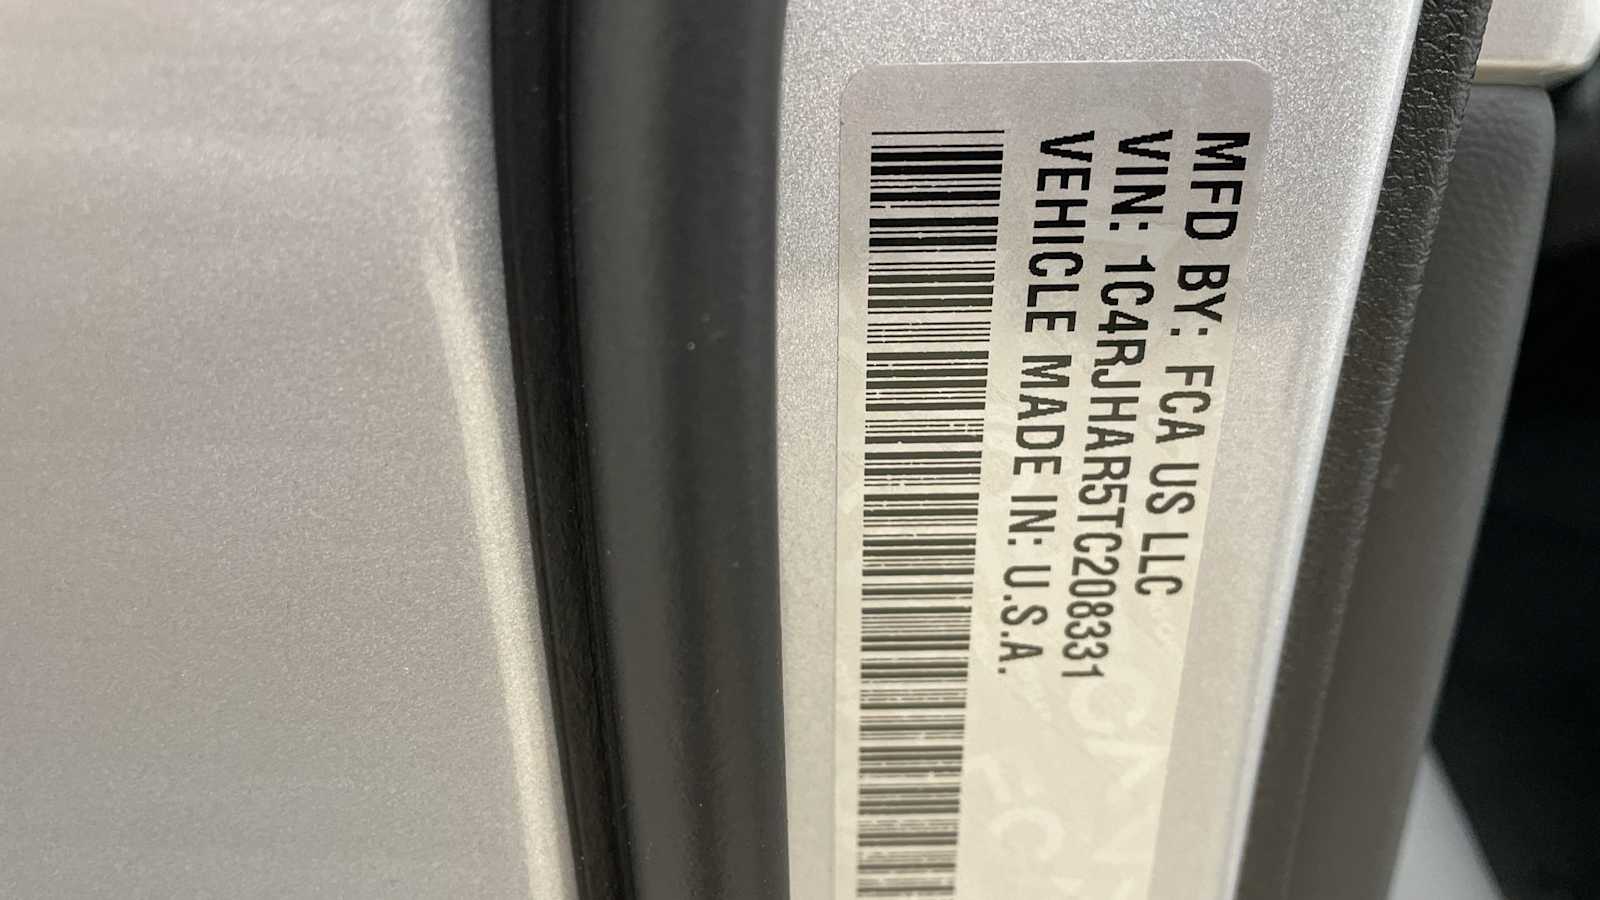 MFD BY: FCA US LLC
VIN: 1C4RJHAR5TC208331
VEHICLE MADE IN: U.S.A.